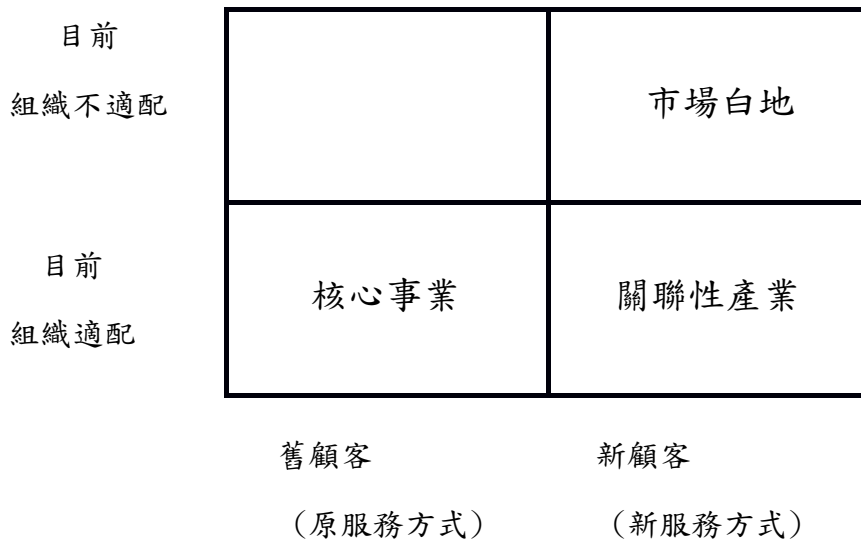 目前
組織不適配
市場白地
目前
組織適配
核心事業
關聯性產業
舊顧客
新顧客
（原服務方式）
（新服務方式）